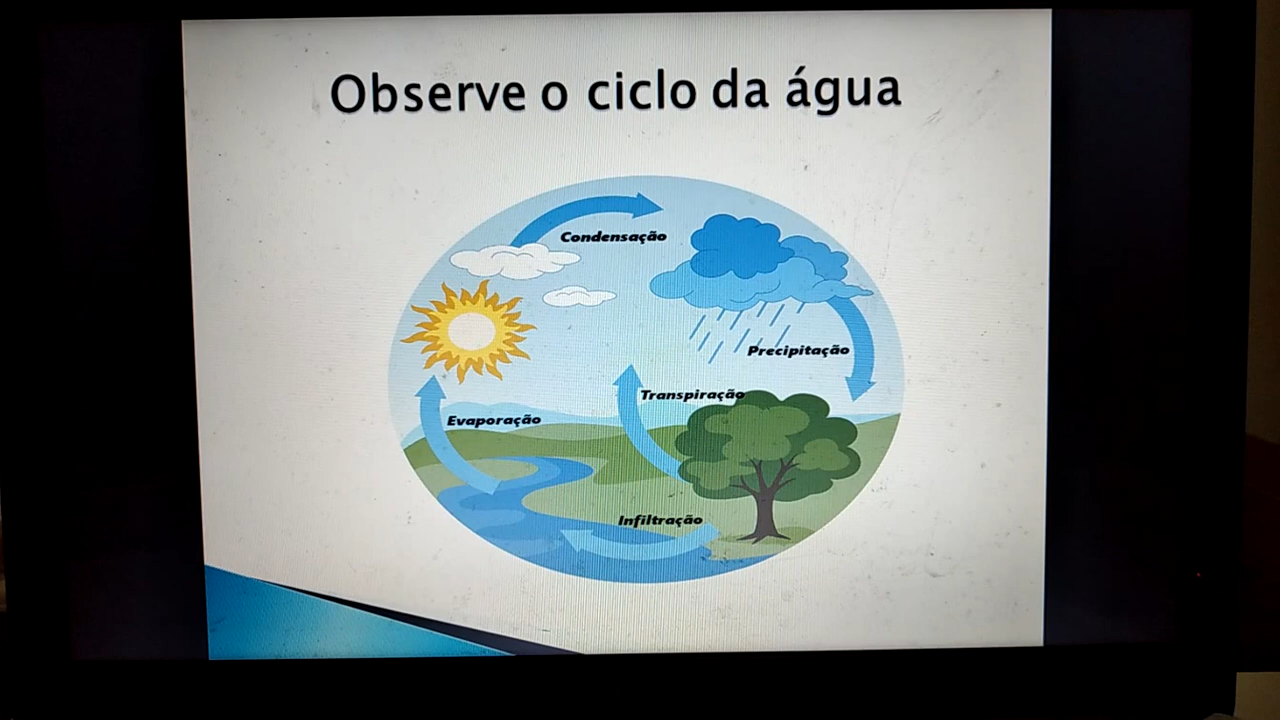 Observe o ciclo da água
Condensação
Precipitação
Transpiração
Evaporação
Infiltração